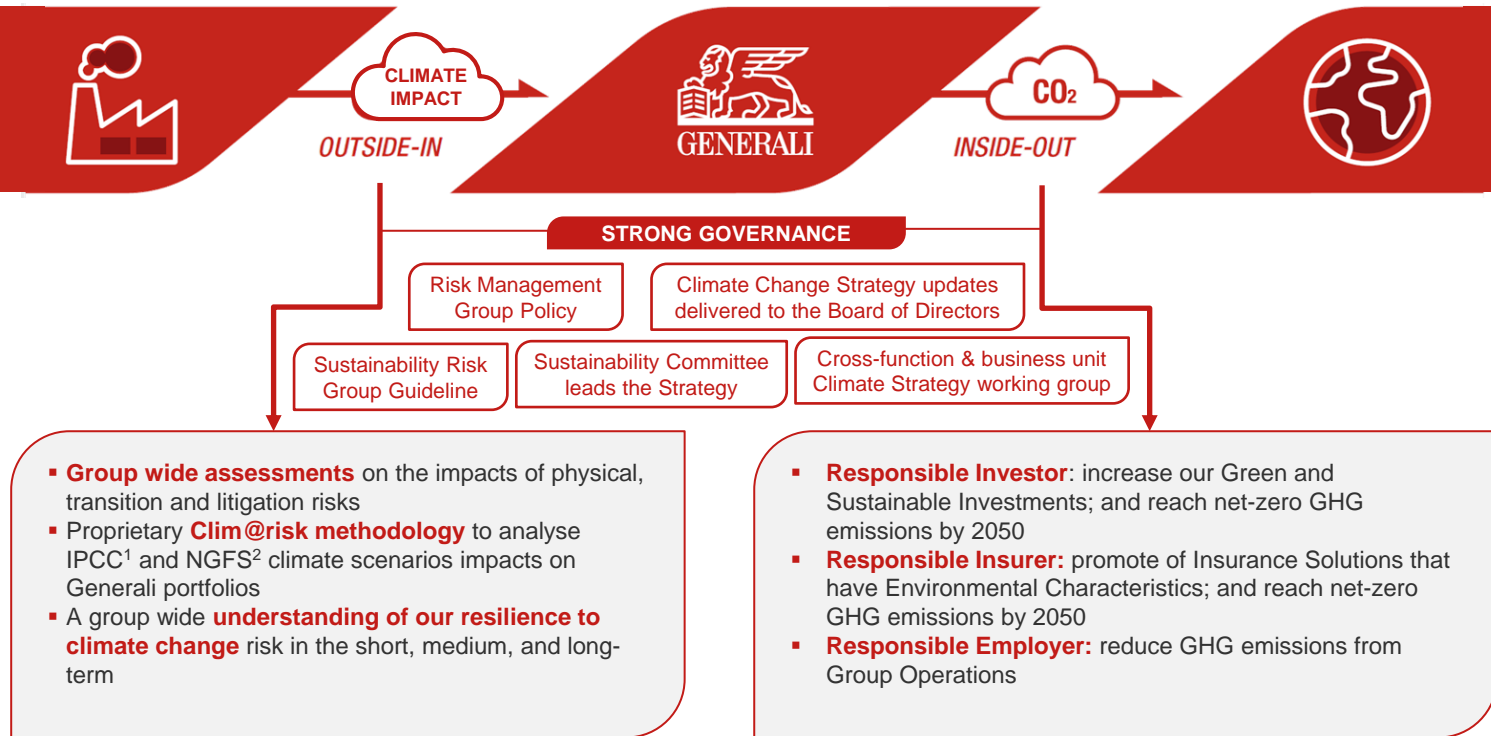 CLIMATE
IMPACT
OUTSIDE-IN
GENERALI
CO₂
INSIDE-OUT
STRONG GOVERNANCE
Risk Management
Group Policy
Climate Change Strategy updates
delivered to the Board of Directors
Sustainability Risk
Group Guideline
Sustainability Committee
leads the Strategy
Cross-function & business unit
Climate Strategy working group
▪ Group wide assessments on the impacts of physical,
transition and litigation risks
▪ Proprietary Clim@risk methodology to analyse
IPCC¹ and NGFS² climate scenarios impacts on
Generali portfolios
▪ A group wide understanding of our resilience to
climate change risk in the short, medium, and long-
term
▪ Responsible Investor: increase our Green and
Sustainable Investments; and reach net-zero GHG
emissions by 2050
▪ Responsible Insurer: promote of Insurance Solutions that
have Environmental Characteristics; and reach net-zero
GHG emissions by 2050
▪ Responsible Employer: reduce GHG emissions from
Group Operations